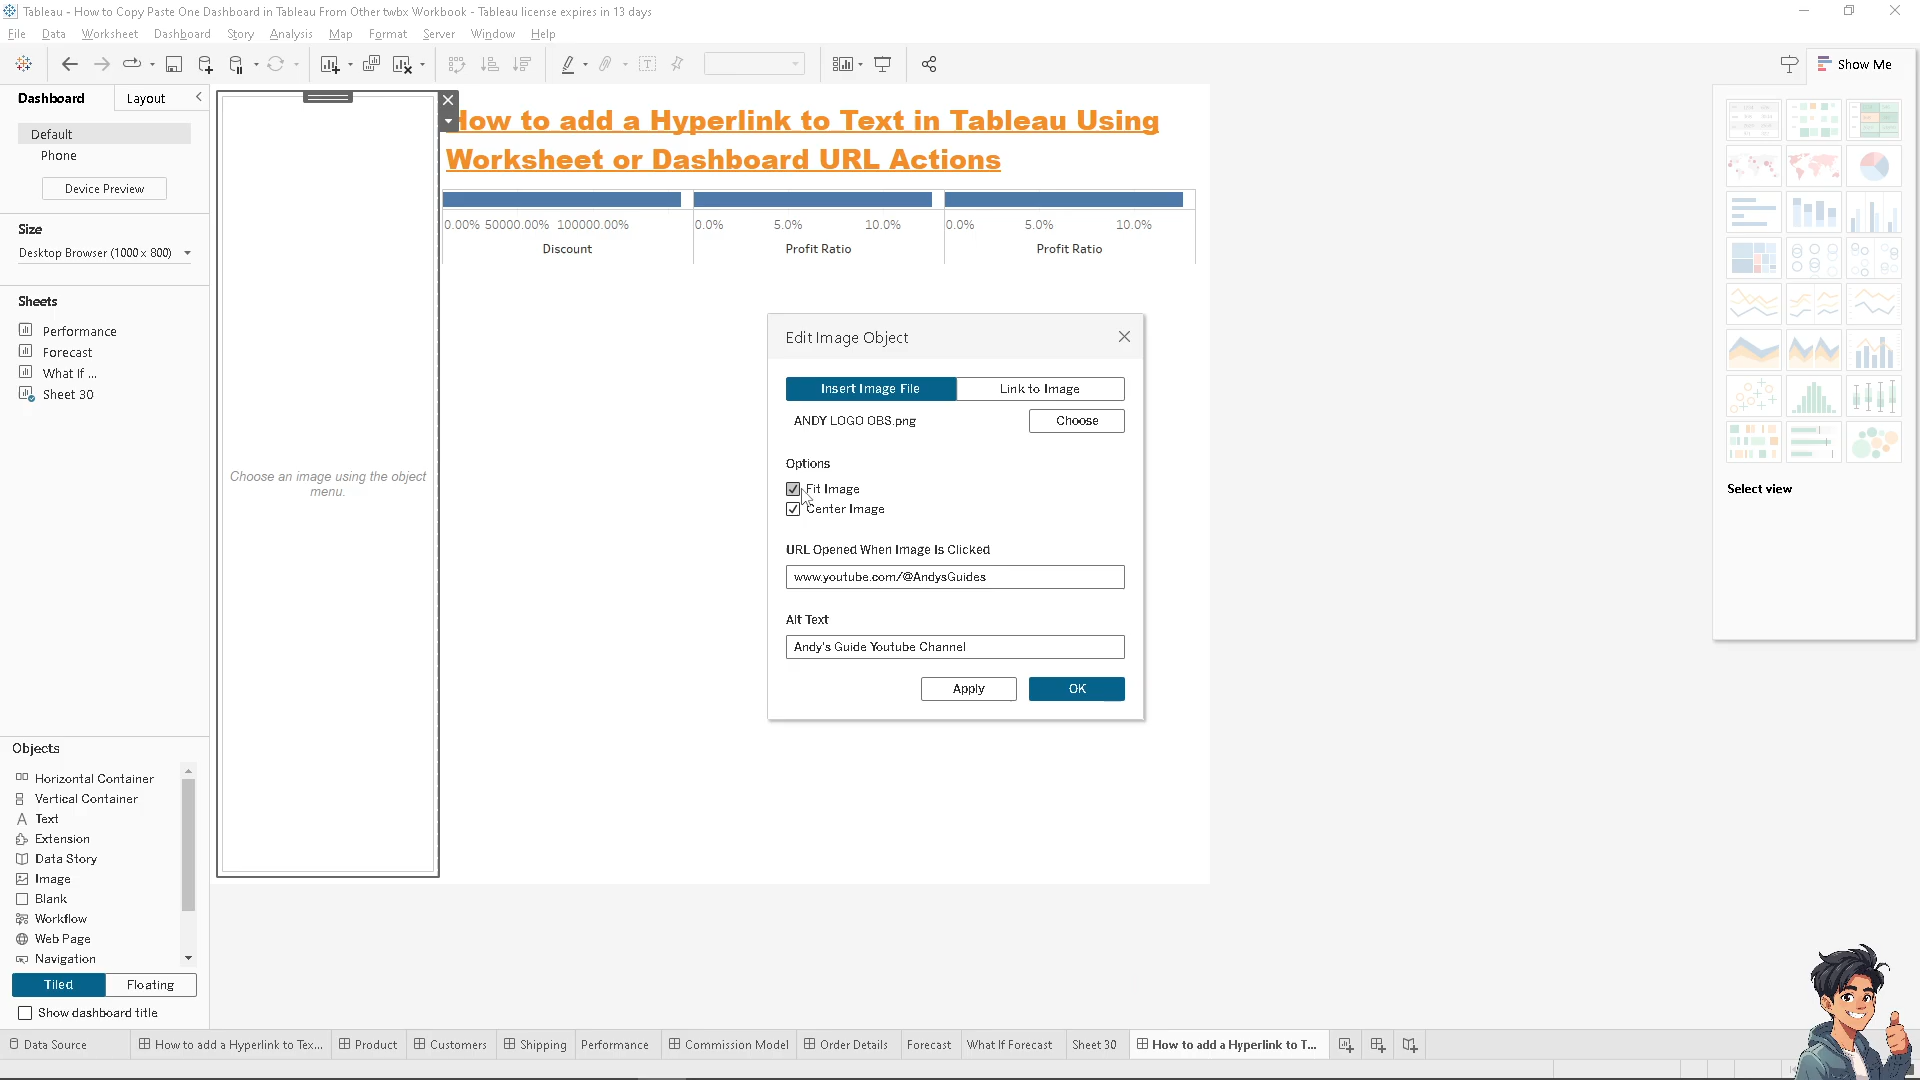 Tableau - How to Copy Paste One Dashboard in Tableau From Other twbx Workbook - Tableau license expires in 13 days
File Data Worksheet Dashboard Story Analysis Map Format Server Window Help
Show Me
Dashboard Layout
Default
Phone
Device Preview
Size
Desktop Browser (1000 x 800)
Sheets
Performance
Forecast
What If ...
Sheet 30
Objects
Horizontal Container
Vertical Container
Text
Extension
Data Story
Image
Blank
Workflow
Web Page
Navigation
Tiled Floating
Show dashboard title
Choose an image using the object
menu.
How to add a Hyperlink to Text in Tableau Using
Worksheet or Dashboard URL Actions
0.00% 50000.00% 100000.00% 0.0% 5.0% 10.0% 0.0% 5.0% 10.0%
Discount Profit Ratio Profit Ratio
Edit Image Object
Insert Image File Link to Image
ANDY LOGO OBS.png Choose
Options
Fit Image
Center Image
URL Opened When Image Is Clicked
www.youtube.com/@AndysGuides
Alt Text
Andy's Guide Youtube Channel
Apply OK
Select view
Data Source How to add a Hyperlink to Tex... Product Customers Shipping Performance Commission Model Order Details Forecast What If Forecast Sheet 30 How to add a Hyperlink to T...